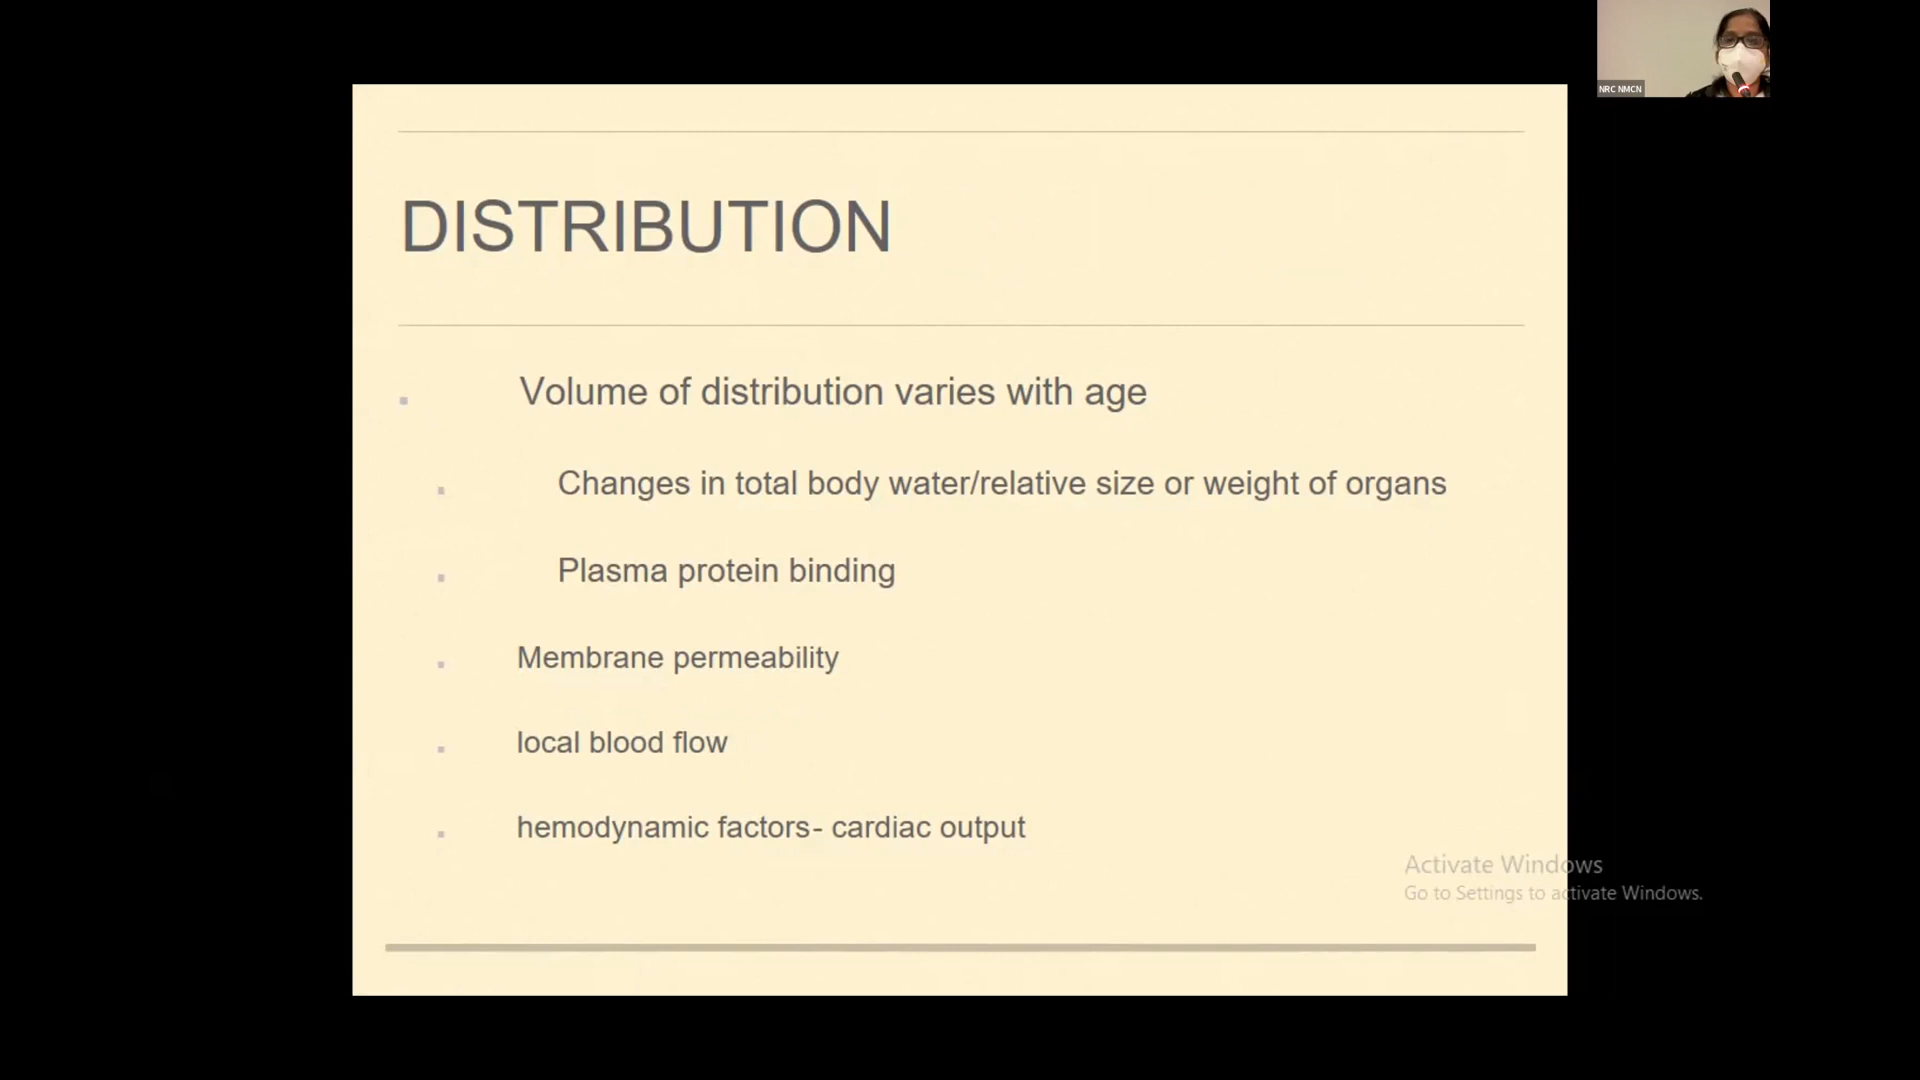 NRC NMCN
DISTRIBUTION
Volume of distribution varies with age
Changes in total body water/relative size or weight of organs
Plasma protein binding
Membrane permeability
local blood flow
hemodynamic factors- cardiac output
Activate Windows
Go to Settings to activate Windows.